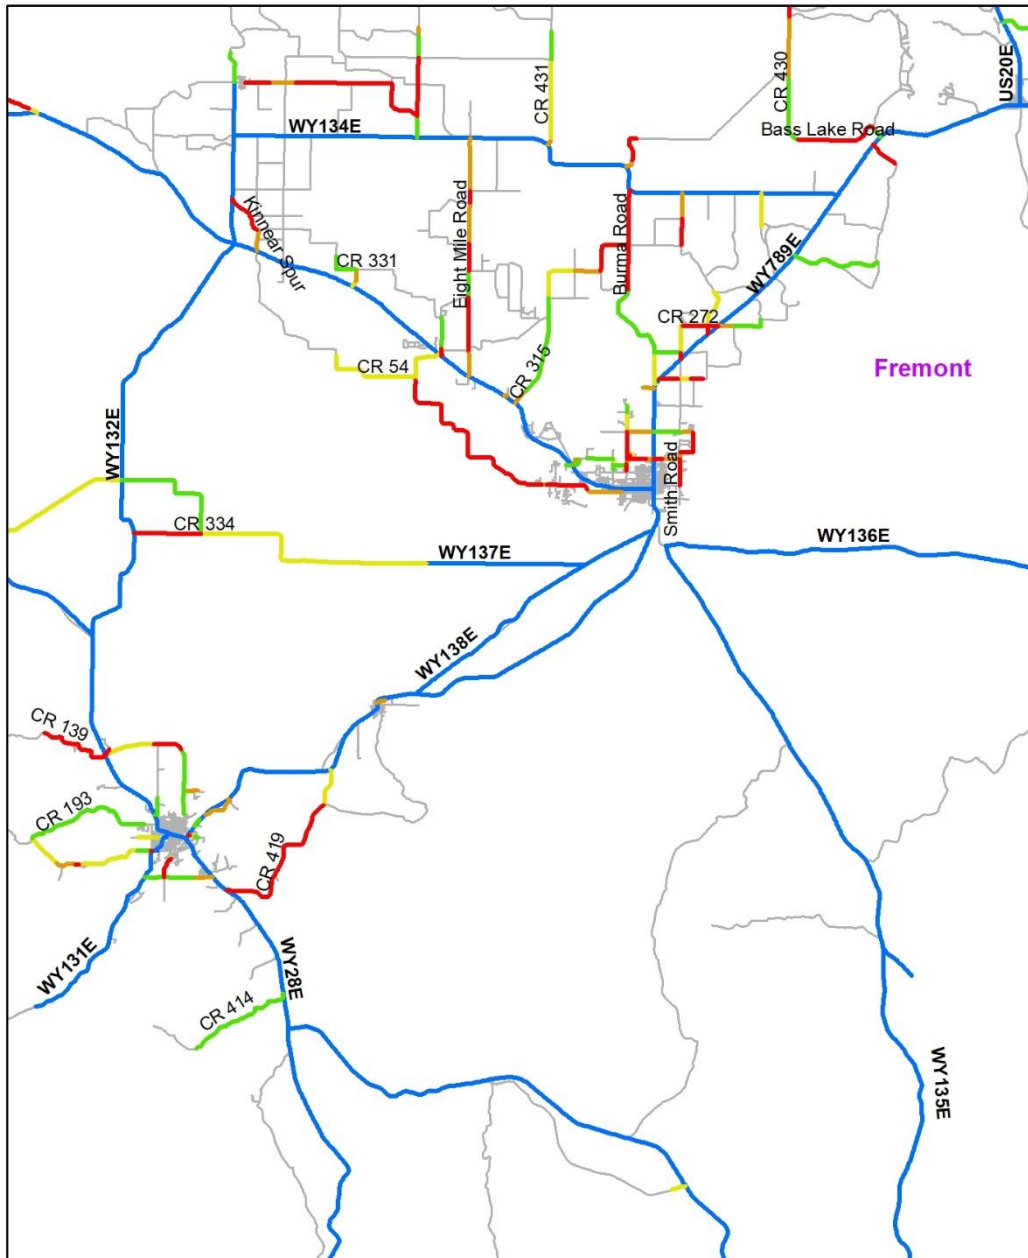 US20E
CR 431
CR 430
WY134E
Bass Lake Road
Kinnear Spur
Eight Mile Road
Burma Road
CR 331
WY789E
CR 272
CR 54
CR 315
Fremont
WY132E
Smith Road
CR 334
WY137E
WY136E
WY138E
CR 139
CR 193
CR 419
WY131E
WY28E
CR 414
WY135E